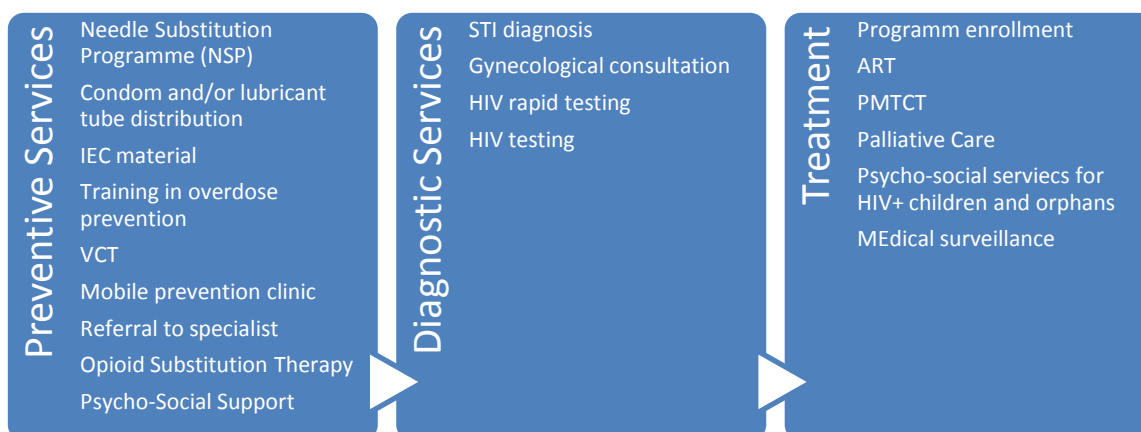 Preventive Services
Needle Substitution
Programme (NSP)
Condom and/or lubricant
tube distribution
IEC material
Training in overdose
prevention
VCT
Mobile prevention clinic
Referral to specialist
Opioid Substitution Therapy
Psycho-Social Support
Diagnostic Services
STI diagnosis
Gynecological consultation
HIV rapid testing
HIV testing
Treatment
Programm enrollment
ART
PMTCT
Palliative Care
Psycho-social serviecs for
HIV+ children and orphans
MEdical surveillance